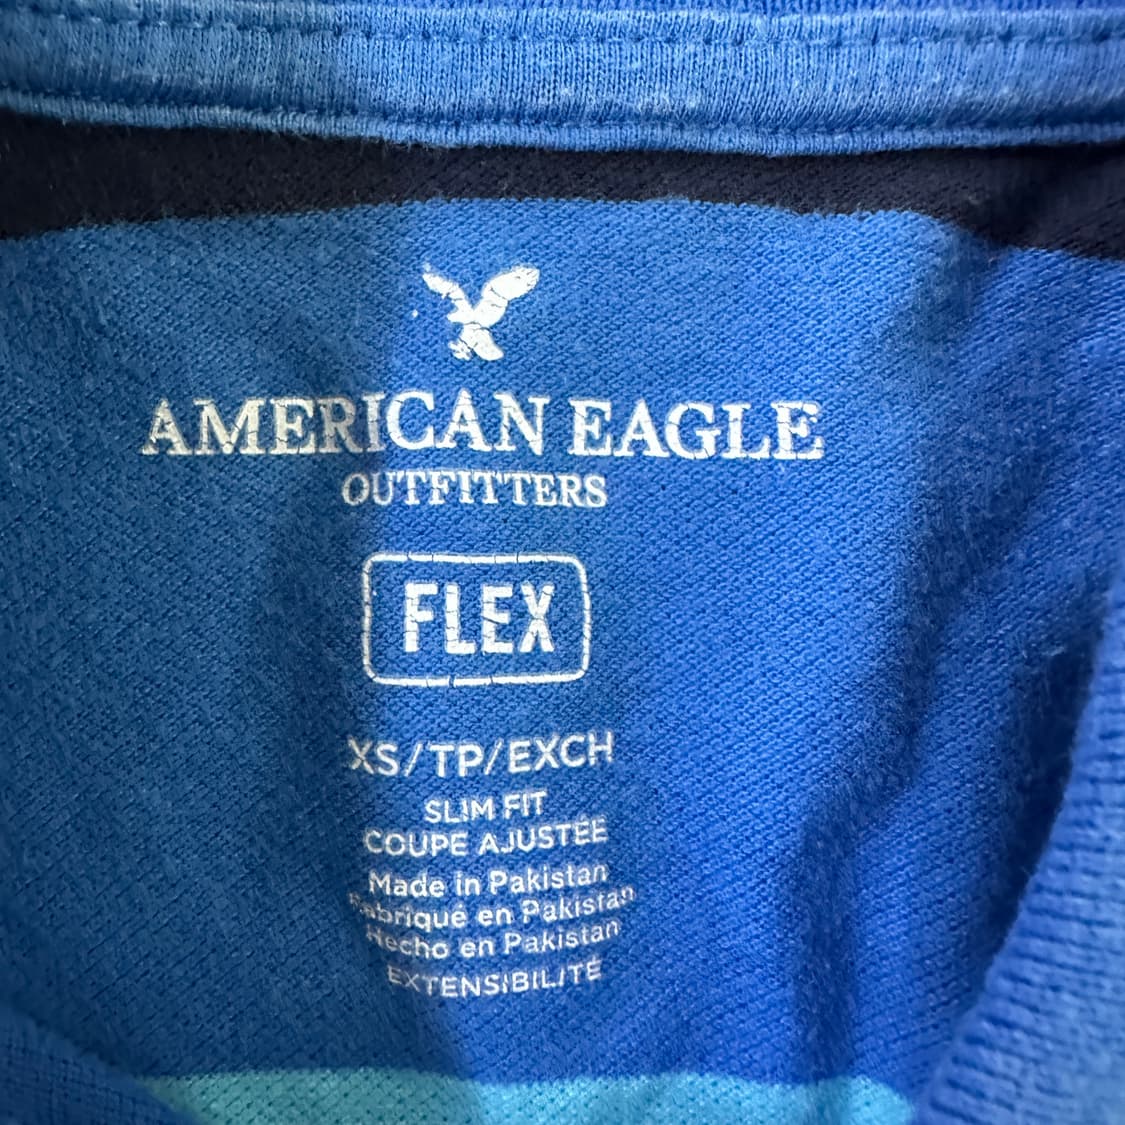 AMERICAN EAGLE
OUTFITTERS
FLEX
XS/TP/EXCH
SLIM FIT
COUPE AJUSTÉE
Made in Pakistan
Fabriqué en Pakistan
Hecho en Pakistan
EXTENSIBILITÉ